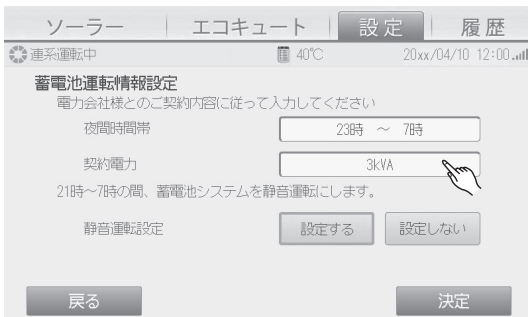 ソーラー エコキュート 設定 履歴
連系運転中 40℃ 20xx/04/10 12:00
蓄電池運転情報設定
電力会社様とのご契約内容に従って入力してください
夜間時間帯 23時 ～ 7時
契約電力 3kVA
21時～7時の間、蓄電池システムを静音運転にします。
静音運転設定 設定する 設定しない
戻る 決定